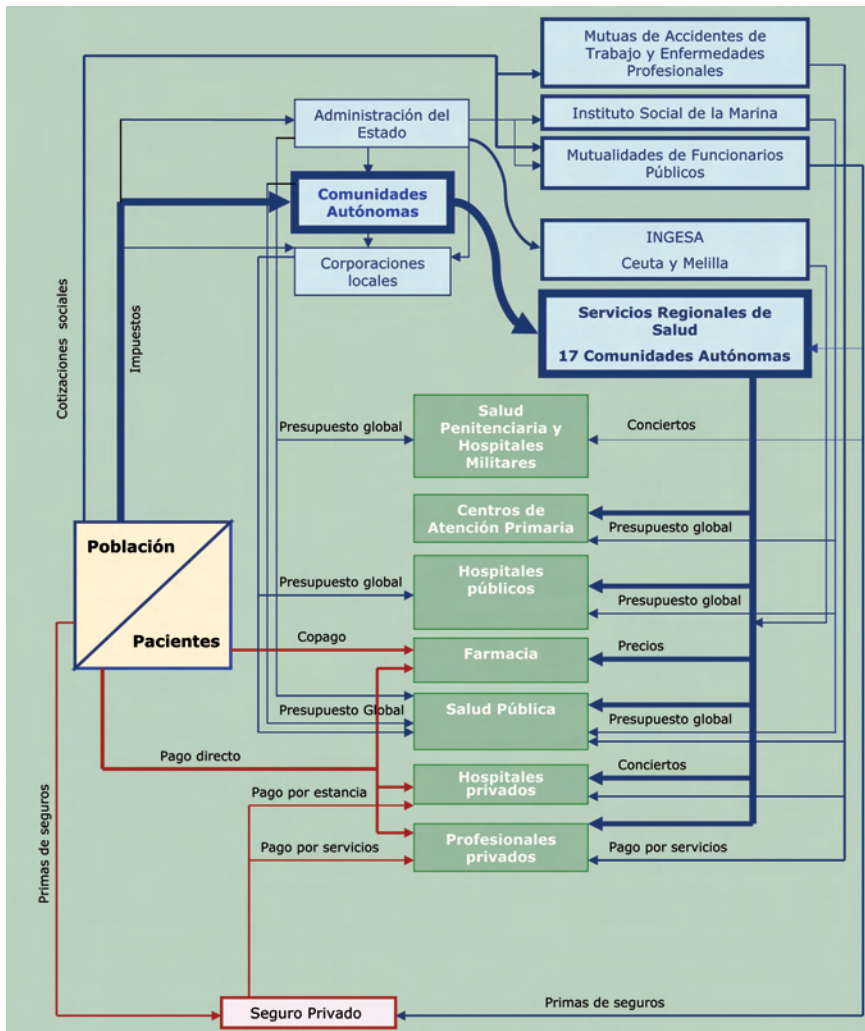 Mutuas de Accidentes de
Trabajo y Enfermedades
Profesionales
Administración del
Estado
Instituto Social de la Marina
Mutualidades de Funcionarios
Públicos
Comunidades
Autónomas
INGESA
Ceuta y Melilla
Corporaciones
locales
Servicios Regionales de
Salud
17 Comunidades Autónomas
Cotizaciones sociales
Impuestos
Presupuesto global
Salud
Penitenciaria y
Hospitales
Militares
Conciertos
Centros de
Atención Primaria
Presupuesto global
Población
Pacientes
Presupuesto global
Hospitales
públicos
Presupuesto global
Copago
Farmacia
Precios
Presupuesto Global
Salud Pública
Presupuesto global
Pago directo
Hospitales
privados
Conciertos
Pago por estancia
Profesionales
privados
Pago por servicios
Pago por servicios
Primas de seguros
Seguro Privado
Primas de seguros